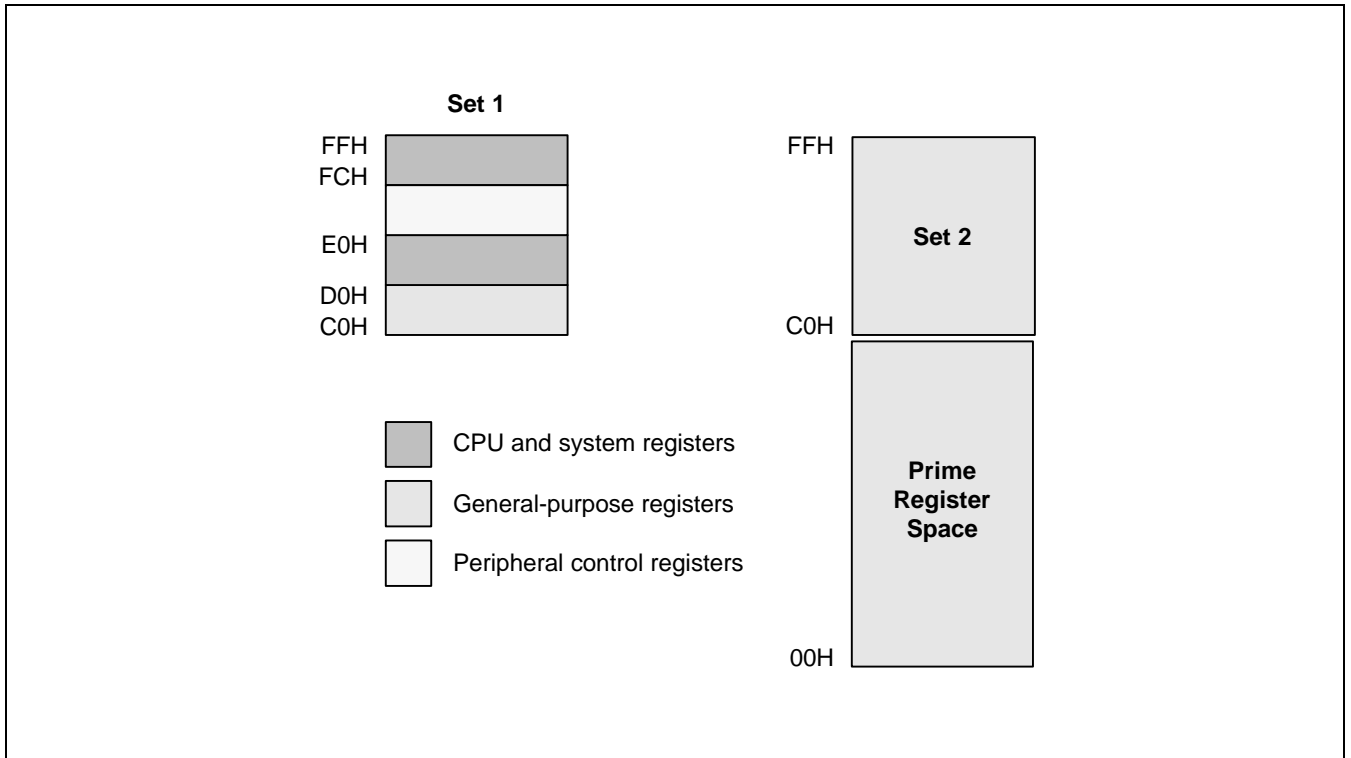 Set 1
FFH
FCH
E0H
D0H
C0H
CPU and system registers
General-purpose registers
Peripheral control registers
FFH
Set 2
C0H
Prime
Register
Space
00H